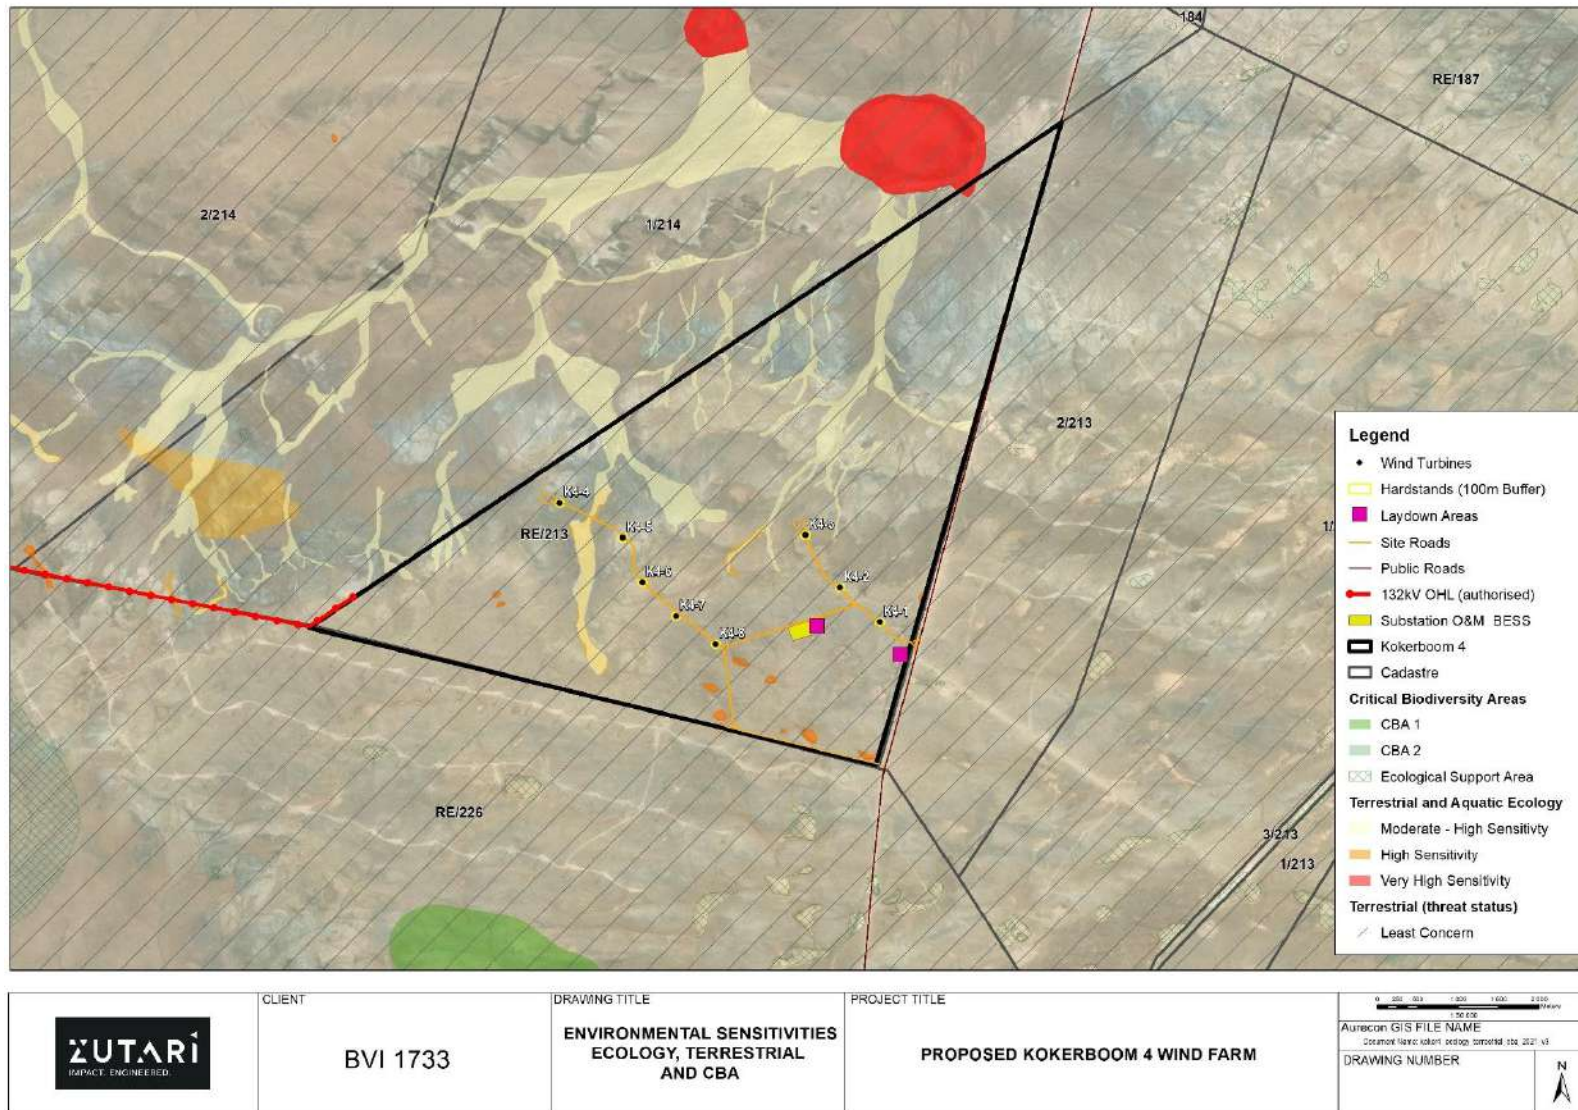 184
RE/187
2/214
1/214
2/213
K4-4
RE/213
K4-5
K4-6
K4-7
K4-8
K4-2
K4-1
RE/226
3/213
1/213
Legend
Wind Turbines
Hardstands (100m Buffer)
Laydown Areas
Site Roads
Public Roads
132kV OHL (authorised)
Substation O&M BESS
Kokerboom 4
Cadastre
Critical Biodiversity Areas
CBA 1
CBA 2
Ecological Support Area
Terrestrial and Aquatic Ecology
Moderate - High Sensitivty
High Sensitivity
Very High Sensitivity
Terrestrial (threat status)
Least Concern
ZUTARI
IMPACT. ENGINEERED.
CLIENT
BVI 1733
DRAWING TITLE
ENVIRONMENTAL SENSITIVITIES
ECOLOGY, TERRESTRIAL
AND CBA
PROJECT TITLE
PROPOSED KOKERBOOM 4 WIND FARM
Aurecon GIS FILE NAME
DRAWING NUMBER
N